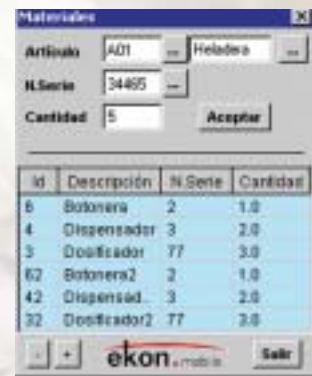 Materiales
Artículo A01 ... Heladera ...
N.Serie 34465 ...
Cantidad 5 Aceptar
Id Descripción N.Serie Cantidad
6 Botonera 2 1.0
4 Dispensador 3 2.0
3 Dosificador 77 3.0
62 Botonera2 2 1.0
42 Dispensad.. 3 2.0
32 Dosificador2 77 3.0
- + ekon.mobile Salir